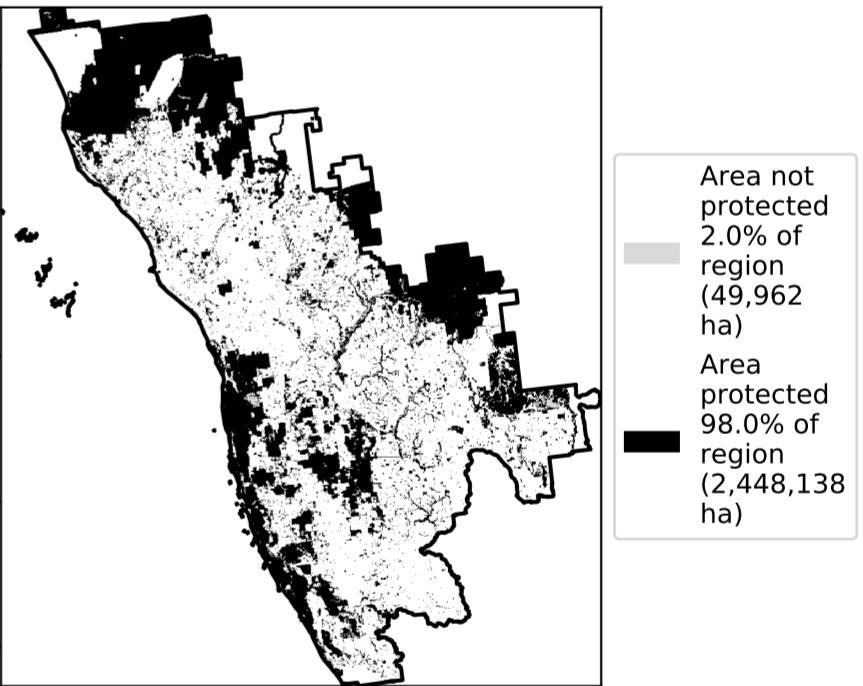 Area not
protected
2.0% of
region
(49,962
ha)
Area
protected
98.0% of
region
(2,448,138
ha)